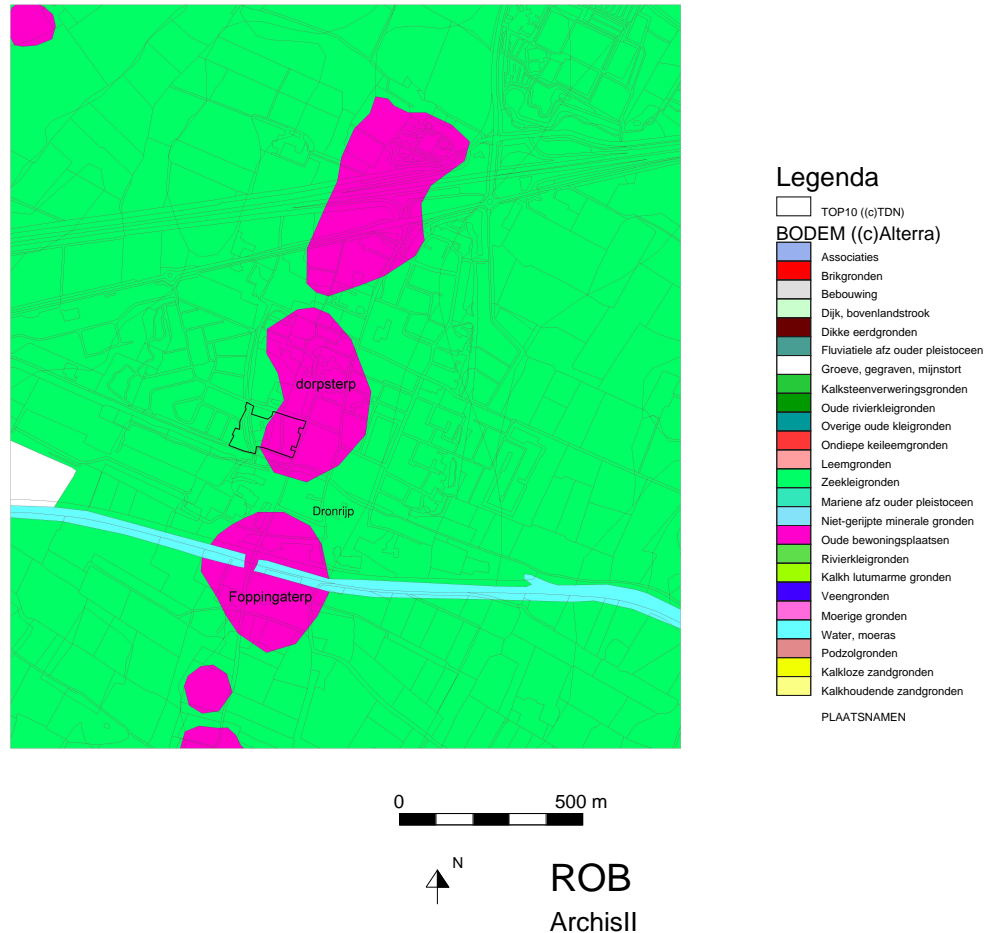 dorpsterp
Dronrijp
Foppingaterp
Legenda
TOP10 ((c)TDN)
BODEM ((c)Alterra)
Associaties
Brikgronden
Bebouwing
Dijk, bovenlandstrook
Dikke eerdgronden
Fluviatiele afz ouder pleistoceen
Groeve, gegraven, mijnstort
Kalksteenverweringsgronden
Oude rivierkleigronden
Overige oude kleigronden
Ondiepe keileemgronden
Leemgronden
Zeekleigronden
Mariene afz ouder pleistoceen
Niet-gerijpte minerale gronden
Oude bewoningsplaatsen
Rivierkleigronden
Kalkh lutumarme gronden
Veengronden
Moerige gronden
Water, moeras
Podzolgronden
Kalkloze zandgronden
Kalkhoudende zandgronden
PLAATSNAMEN
0 500 m
N
ROB
ArchisII